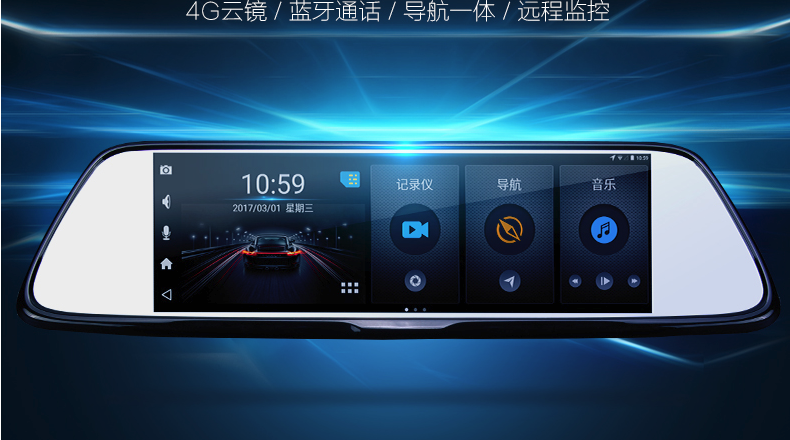 4G云镜 / 蓝牙通话 / 导航一体 / 远程监控
10:59
10:59
2017/03/01 星期三
记录仪
导航
音乐